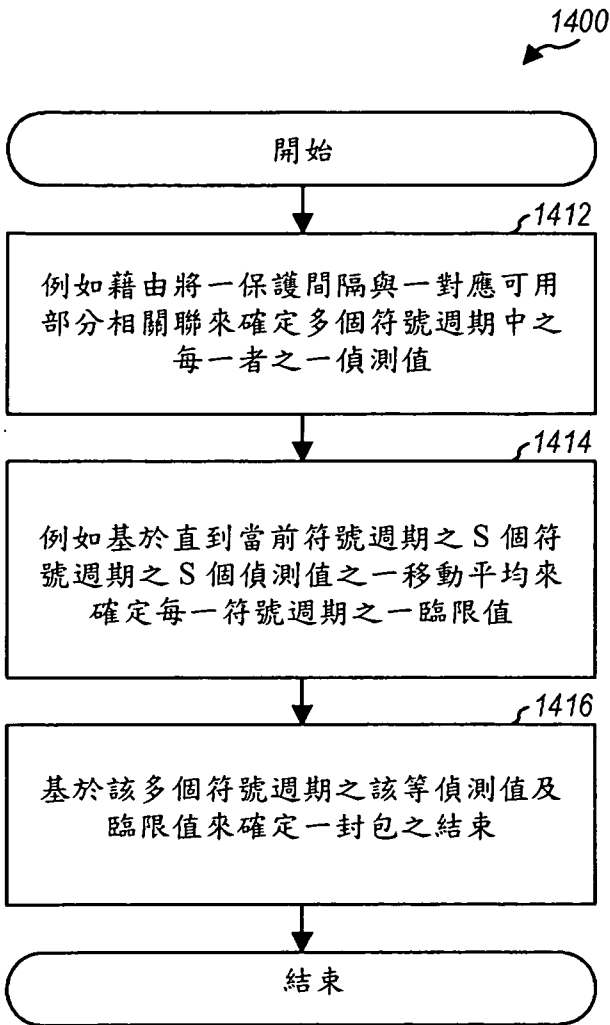 1400
開始
1412
例如藉由將一保護間隔與一對應可用
部分相關聯來確定多個符號週期中之
每一者之一偵測值
1414
例如基於直到當前符號週期之S個符
號週期之S個偵測值之一移動平均來
確定每一符號週期之一臨限值
1416
基於該多個符號週期之該等偵測值及
臨限值來確定一封包之結束
結束